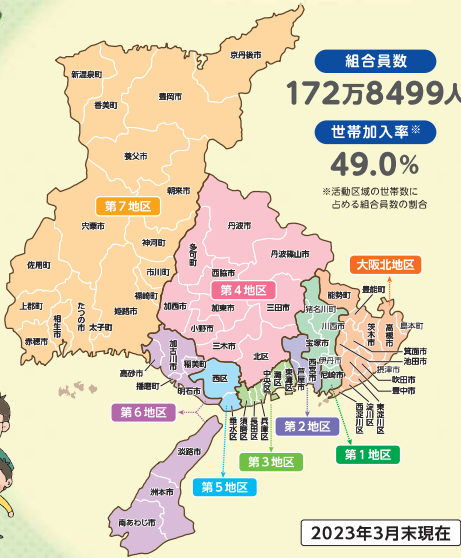 京丹後市
新温泉町
香美町
豊岡市
組合員数
172万8499人
世帯加入率※
49.0%
※活動区域の世帯数に
占める組合員数の割合
養父市
朝来市
第7地区
宍粟市
神河町
丹波市
多可町
丹波篠山市
佐用町
市川町
西脇市
大阪北地区
第4地区
上郡町
相生市
たつの市
福崎町
姫路市
太子町
赤穂市
加西市
加東市
三田市
小野市
三木市
北区
能勢町
豊能町
猪名川町
川西市
茨木市
高槻市
島本町
宝塚市
伊丹市
箕面市
池田市
摂津市
吹田市
豊中市
加古川市
稲美町
高砂市
播磨町
明石市
西区
中央区
灘区
東灘区
芦屋市
西宮市
尼崎市
東淀川区
淀川区
西淀川区
垂水区
須磨区
長田区
兵庫区
第6地区
第2地区
第3地区
第1地区
第5地区
淡路市
洲本市
南あわじ市
2023年3月末現在